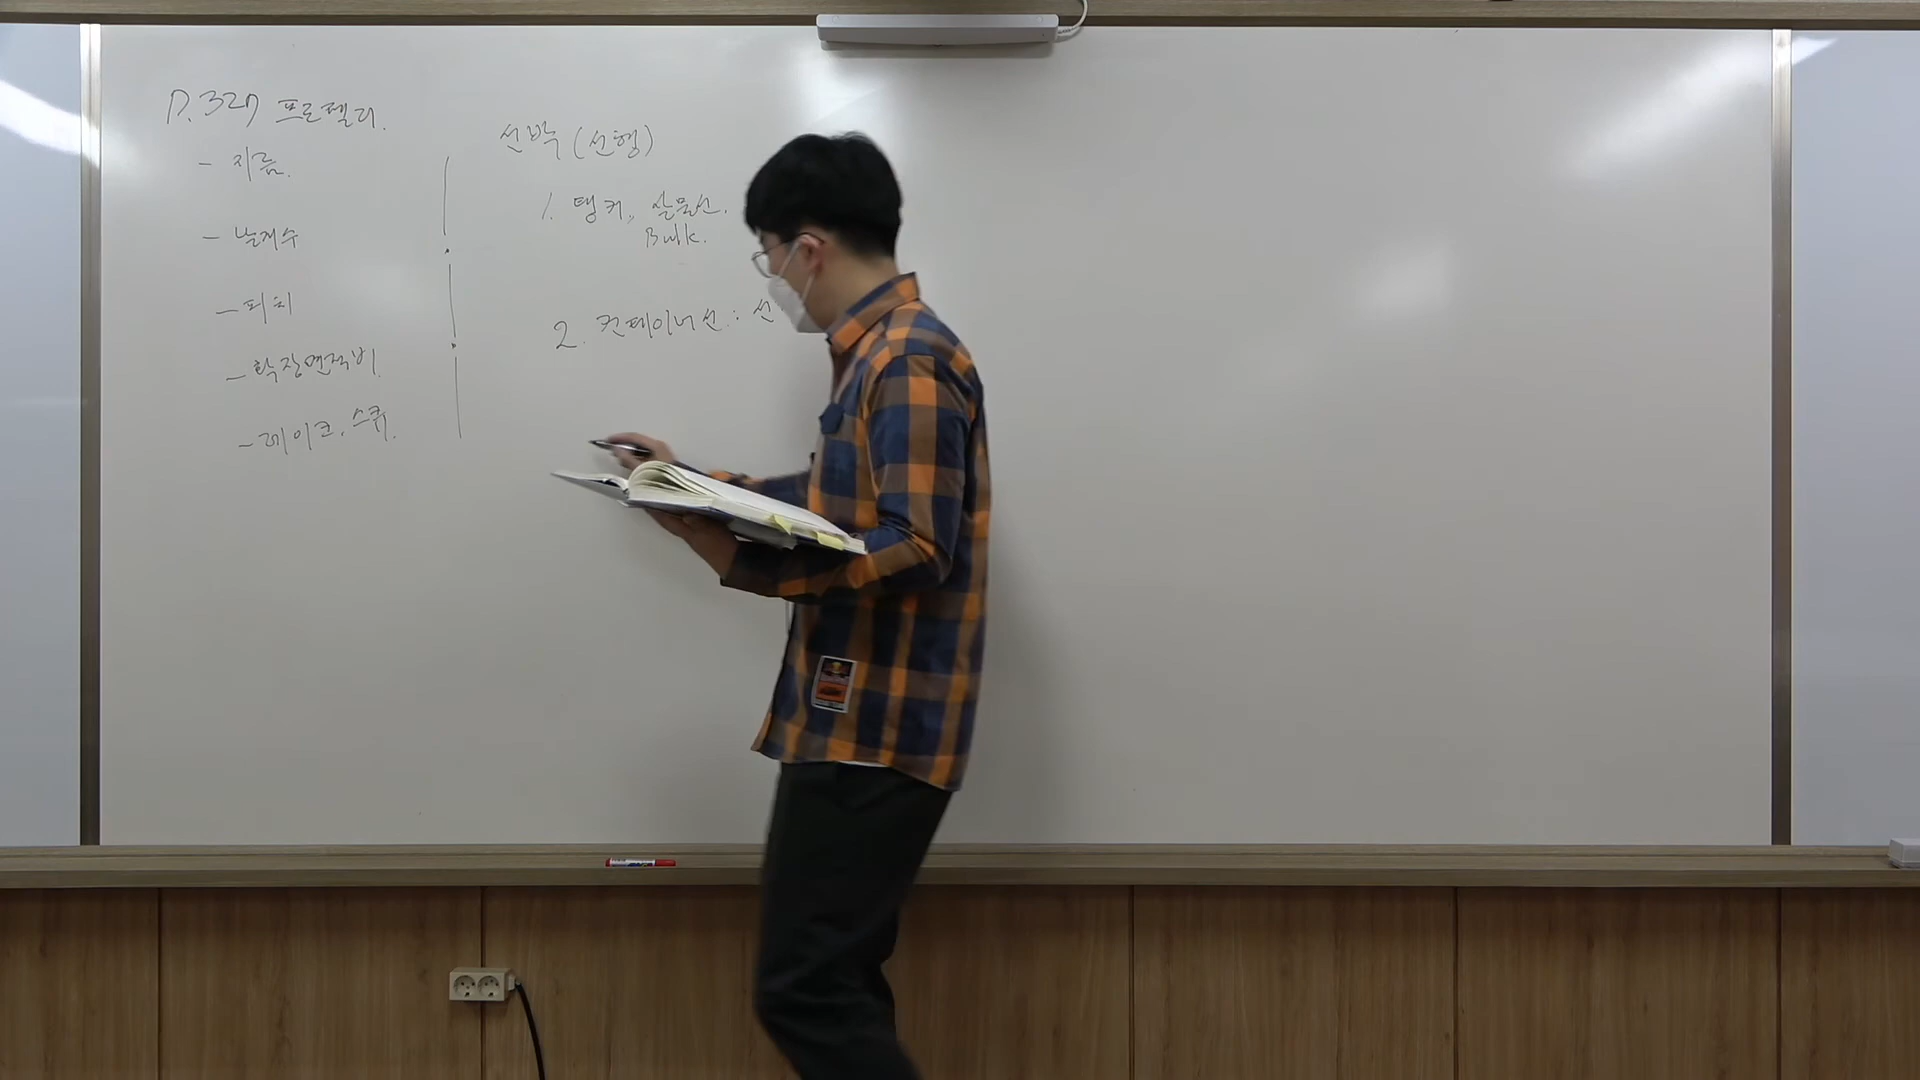 P.327 프로펠러.
- 지름.
- 날개수
- 피치
- 확장면적비.
- 레이크, 스큐.
선박 (선형)
1. 탱커, 살물선.
Bulk.
2. 컨테이너선 : 선